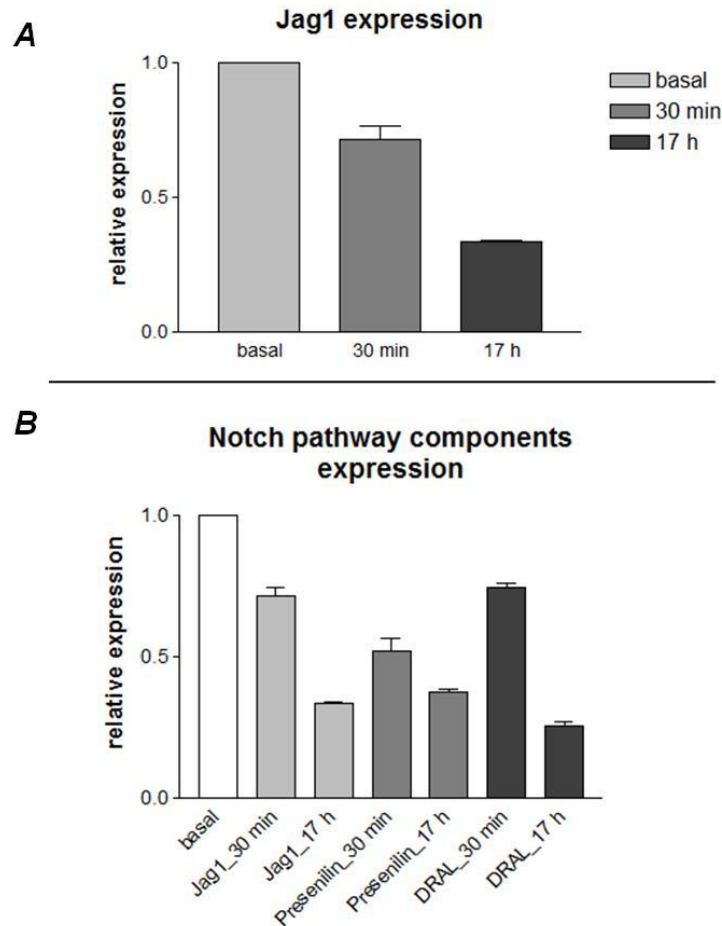 A
Jag1 expression
relative expression
1.0
0.5
0.0
basal
30 min
17 h
basal
30 min
17 h
B
Notch pathway components
expression
relative expression
1.0
0.5
0.0
basal
Jag1_30 min
Jag1_17 h
Presenilin_30 min
Presenilin_17 h
DRAL_30 min
DRAL_17 h